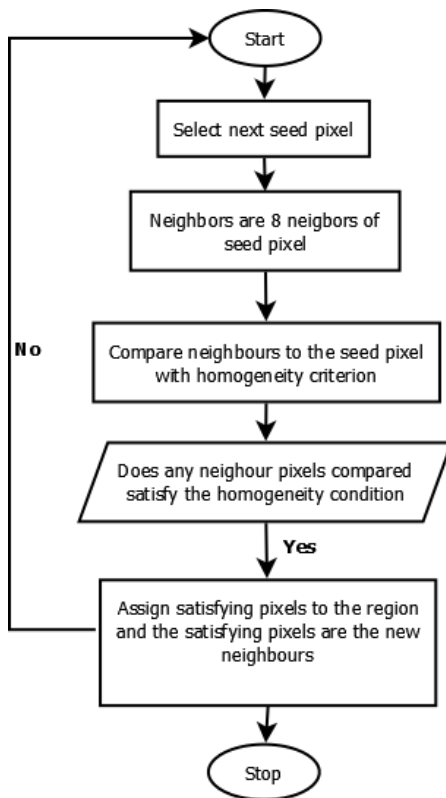 Start
Select next seed pixel
Neighbors are 8 neigbors of
seed pixel
No
Compare neighbours to the seed pixel
with homogeneity criterion
Does any neighour pixels compared
satisfy the homogeneity condition
Yes
Assign satisfying pixels to the region
and the satisfying pixels are the new
neighbours
Stop